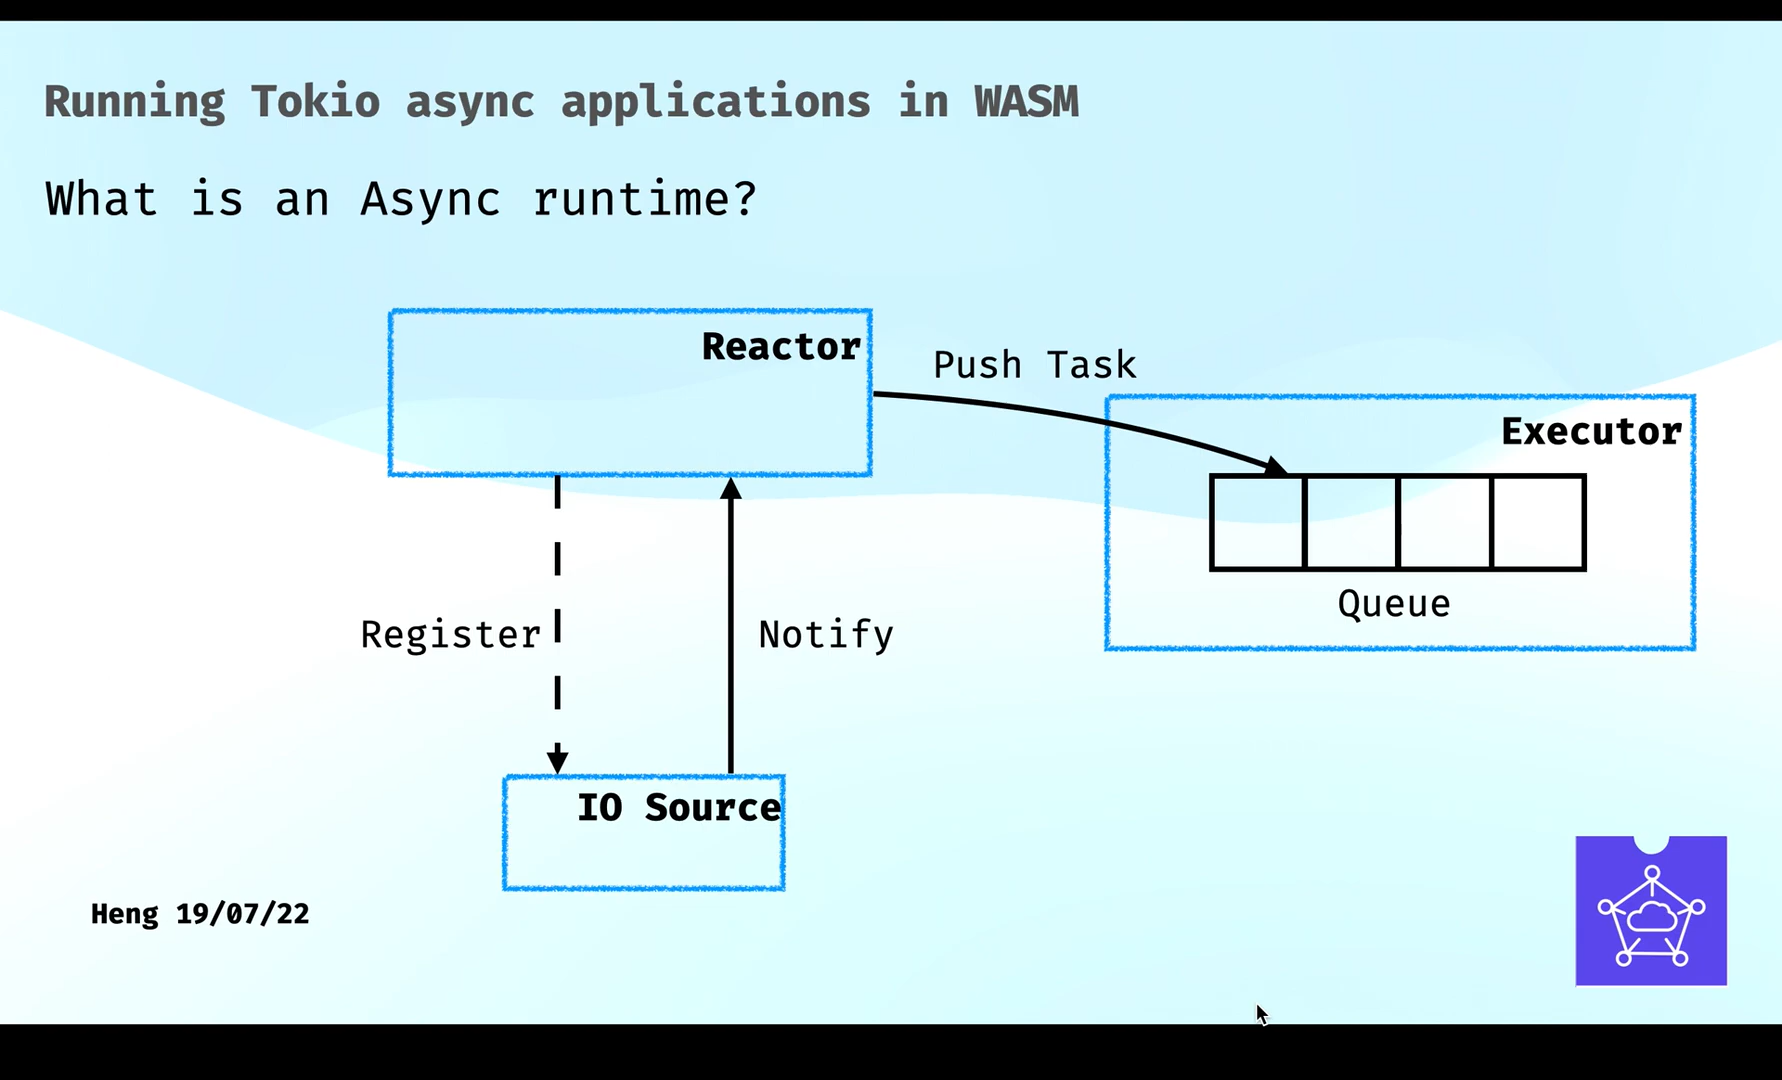 Running Tokio async applications in WASM
What is an Async runtime?
Reactor
Push Task
Executor
Queue
Register
Notify
IO Source
Heng 19/07/22